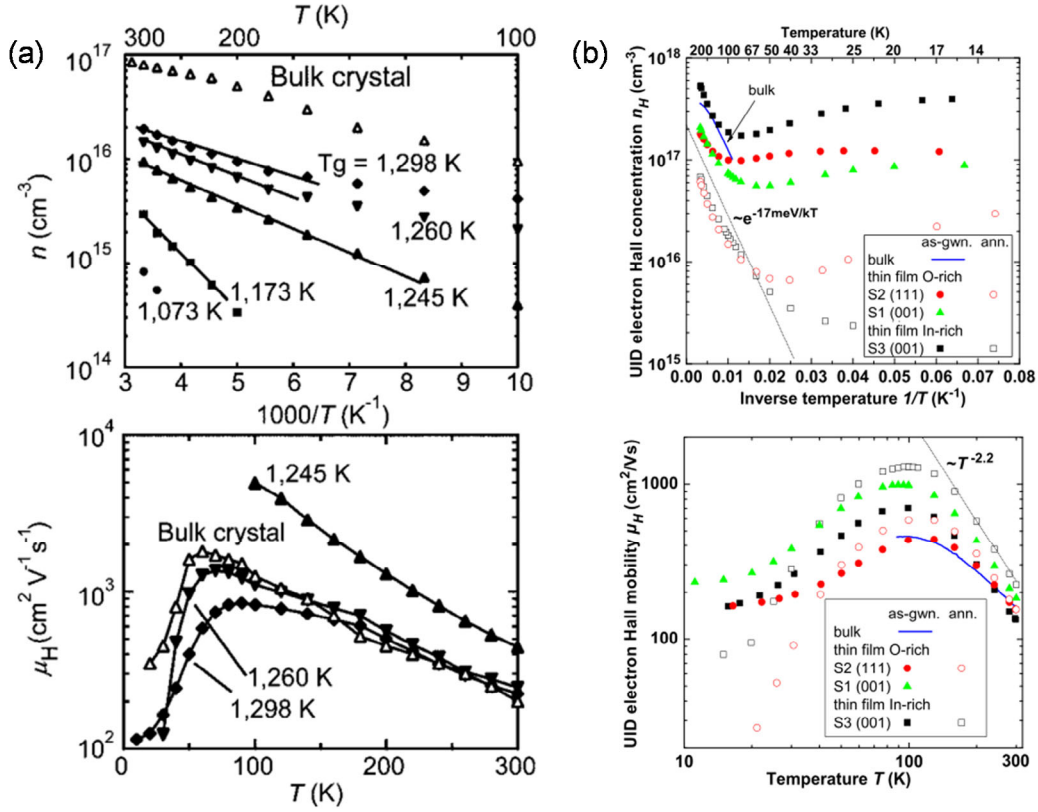 (a)
T (K)
300 200 100
10^17
10^16
10^15
10^14
n (cm^-3)
Bulk crystal
Tg = 1,298 K
1,260 K
1,245 K
1,173 K
1,073 K
3 4 5 6 7 8 9 10
1000/T (K^-1)
10^4
10^3
10^2
μH (cm^2 V^-1 s^-1)
1,245 K
Bulk crystal
1,260 K
1,298 K
0 100 200 300
T (K)
(b)
Temperature (K)
200 100 67 50 40 33 25 20 17 14
10^18
10^17
10^16
10^15
UID electron Hall concentration nH (cm^-3)
bulk
~e^-17meV/kT
as-gwn. ann.
bulk
thin film O-rich
S2 (111)
S1 (001)
thin film In-rich
S3 (001)
0.00 0.01 0.02 0.03 0.04 0.05 0.06 0.07 0.08
Inverse temperature 1/T (K^-1)
1000
100
UID electron Hall mobility μH (cm^2/Vs)
~T^-2.2
as-gwn. ann.
bulk
thin film O-rich
S2 (111)
S1 (001)
thin film In-rich
S3 (001)
10 100 300
Temperature T (K)